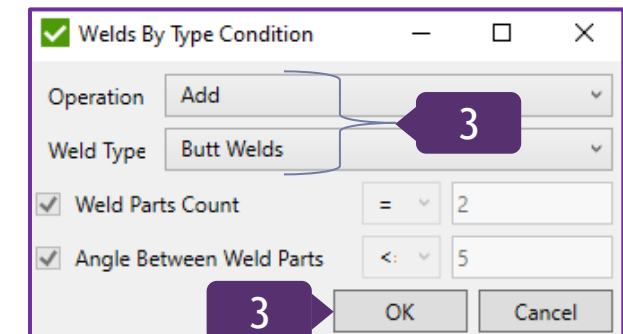 Welds By Type Condition
Operation Add
3
Weld Type Butt Welds
Weld Parts Count = 2
Angle Between Weld Parts <: 5
3 OK Cancel